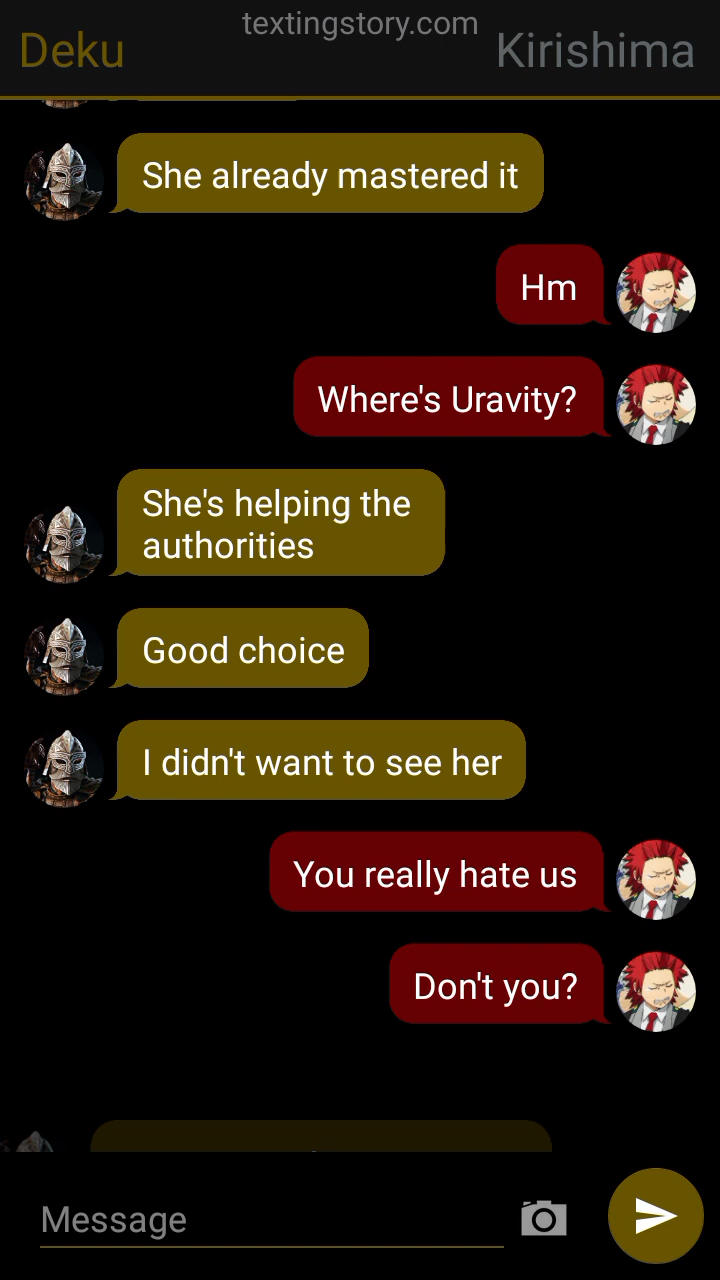 textingstory.com
Deku
Kirishima
She already mastered it
Hm
Where's Uravity?
She's helping the
authorities
Good choice
I didn't want to see her
You really hate us
Don't you?
Message